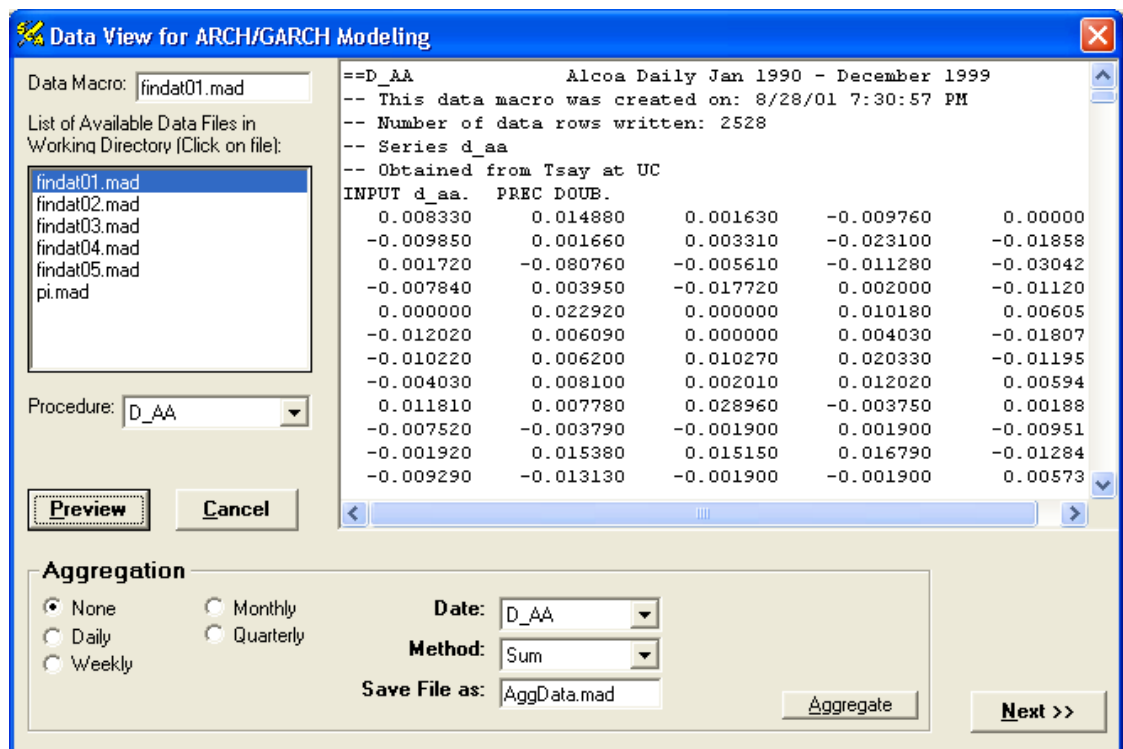 Data View for ARCH/GARCH Modeling
Data Macro: findat01.mad
List of Available Data Files in
Working Directory (Click on file):
findat01.mad
findat02.mad
findat03.mad
findat04.mad
findat05.mad
pi.mad
Procedure: D_AA
Preview Cancel
==D_AA Alcoa Daily Jan 1990 - December 1999
-- This data macro was created on: 8/28/01 7:30:57 PM
-- Number of data rows written: 2528
-- Series d_aa
-- Obtained from Tsay at UC
INPUT d_aa. PREC DOUB.
0.008330 0.014880 0.001630 -0.009760 0.00000
-0.009850 0.001660 0.003310 -0.023100 -0.01858
0.001720 -0.080760 -0.005610 -0.011280 -0.03042
-0.007840 0.003950 -0.017720 0.002000 -0.01120
0.000000 0.022920 0.000000 0.010180 0.00605
-0.012020 0.006090 0.000000 0.004030 -0.01807
-0.010220 0.006200 0.010270 0.020330 -0.01195
-0.004030 0.008100 0.002010 0.012020 0.00594
0.011810 0.007780 0.028960 -0.003750 0.00188
-0.007520 -0.003790 -0.001900 0.001900 -0.00951
-0.001920 0.015380 0.015150 0.016790 -0.01284
-0.009290 -0.013130 -0.001900 -0.001900 0.00573
Aggregation
None Monthly
Daily Quarterly
Weekly
Date: D_AA
Method: Sum
Save File as: AggData.mad
Aggregate
Next >>